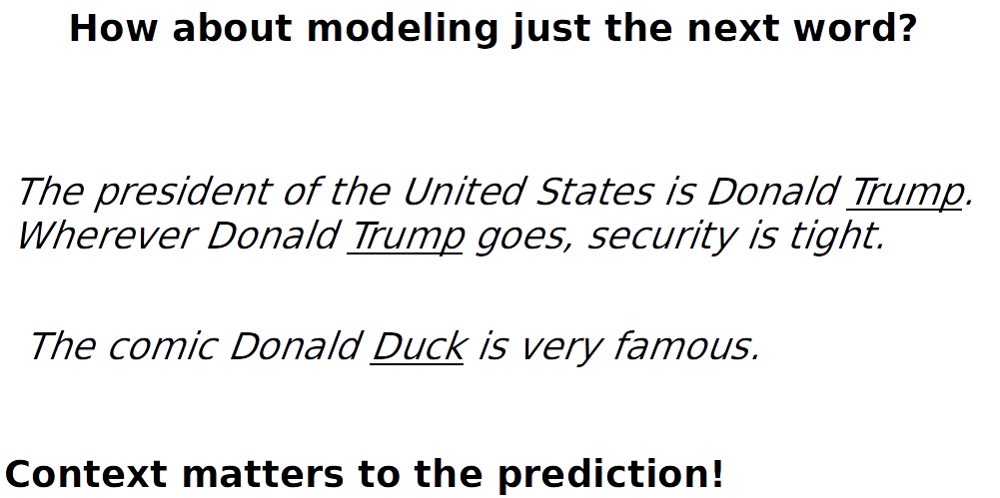 How about modeling just the next word?
The president of the United States is Donald Trump.
Wherever Donald Trump goes, security is tight.
The comic Donald Duck is very famous.
Context matters to the prediction!